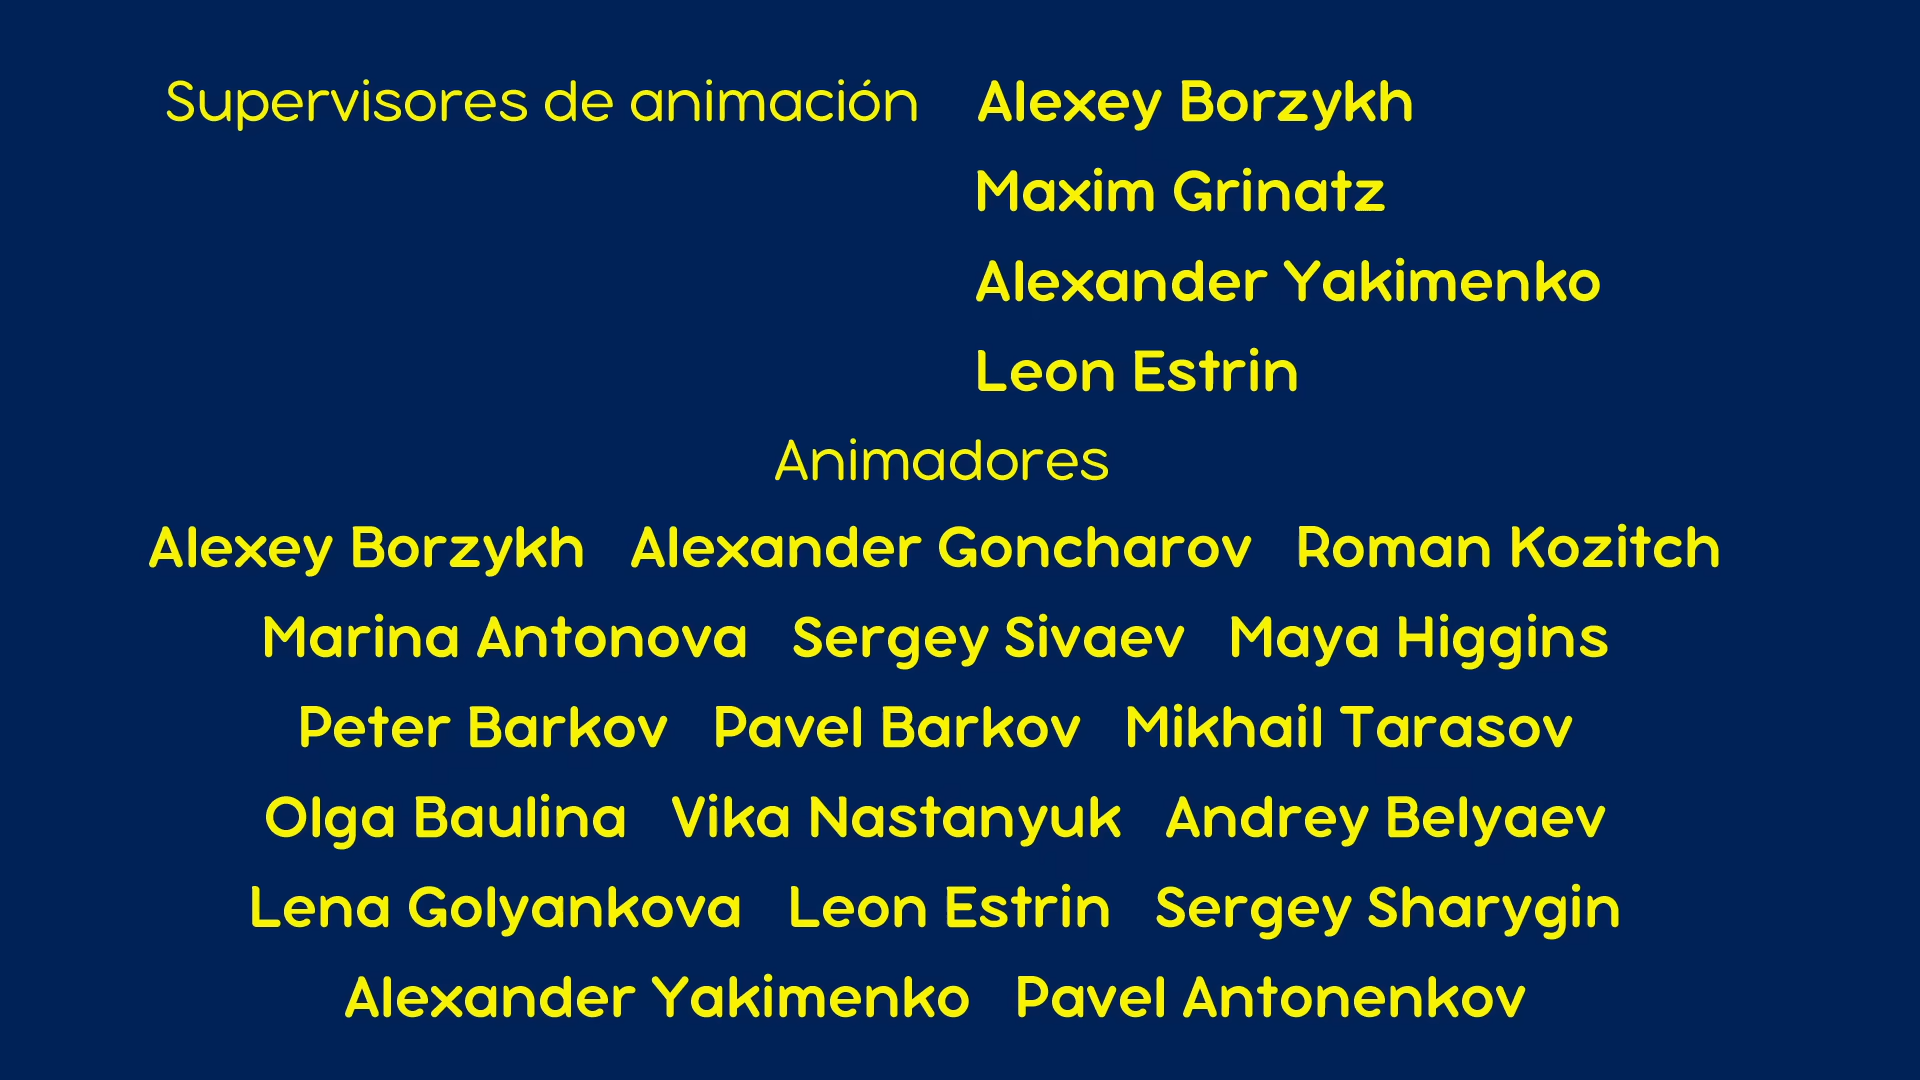 Supervisores de animación Alexey Borzykh
Maxim Grinatz
Alexander Yakimenko
Leon Estrin
Animadores
Alexey Borzykh Alexander Goncharov Roman Kozitch
Marina Antonova Sergey Sivaev Maya Higgins
Peter Barkov Pavel Barkov Mikhail Tarasov
Olga Baulina Vika Nastanyuk Andrey Belyaev
Lena Golyankova Leon Estrin Sergey Sharygin
Alexander Yakimenko Pavel Antonenkov